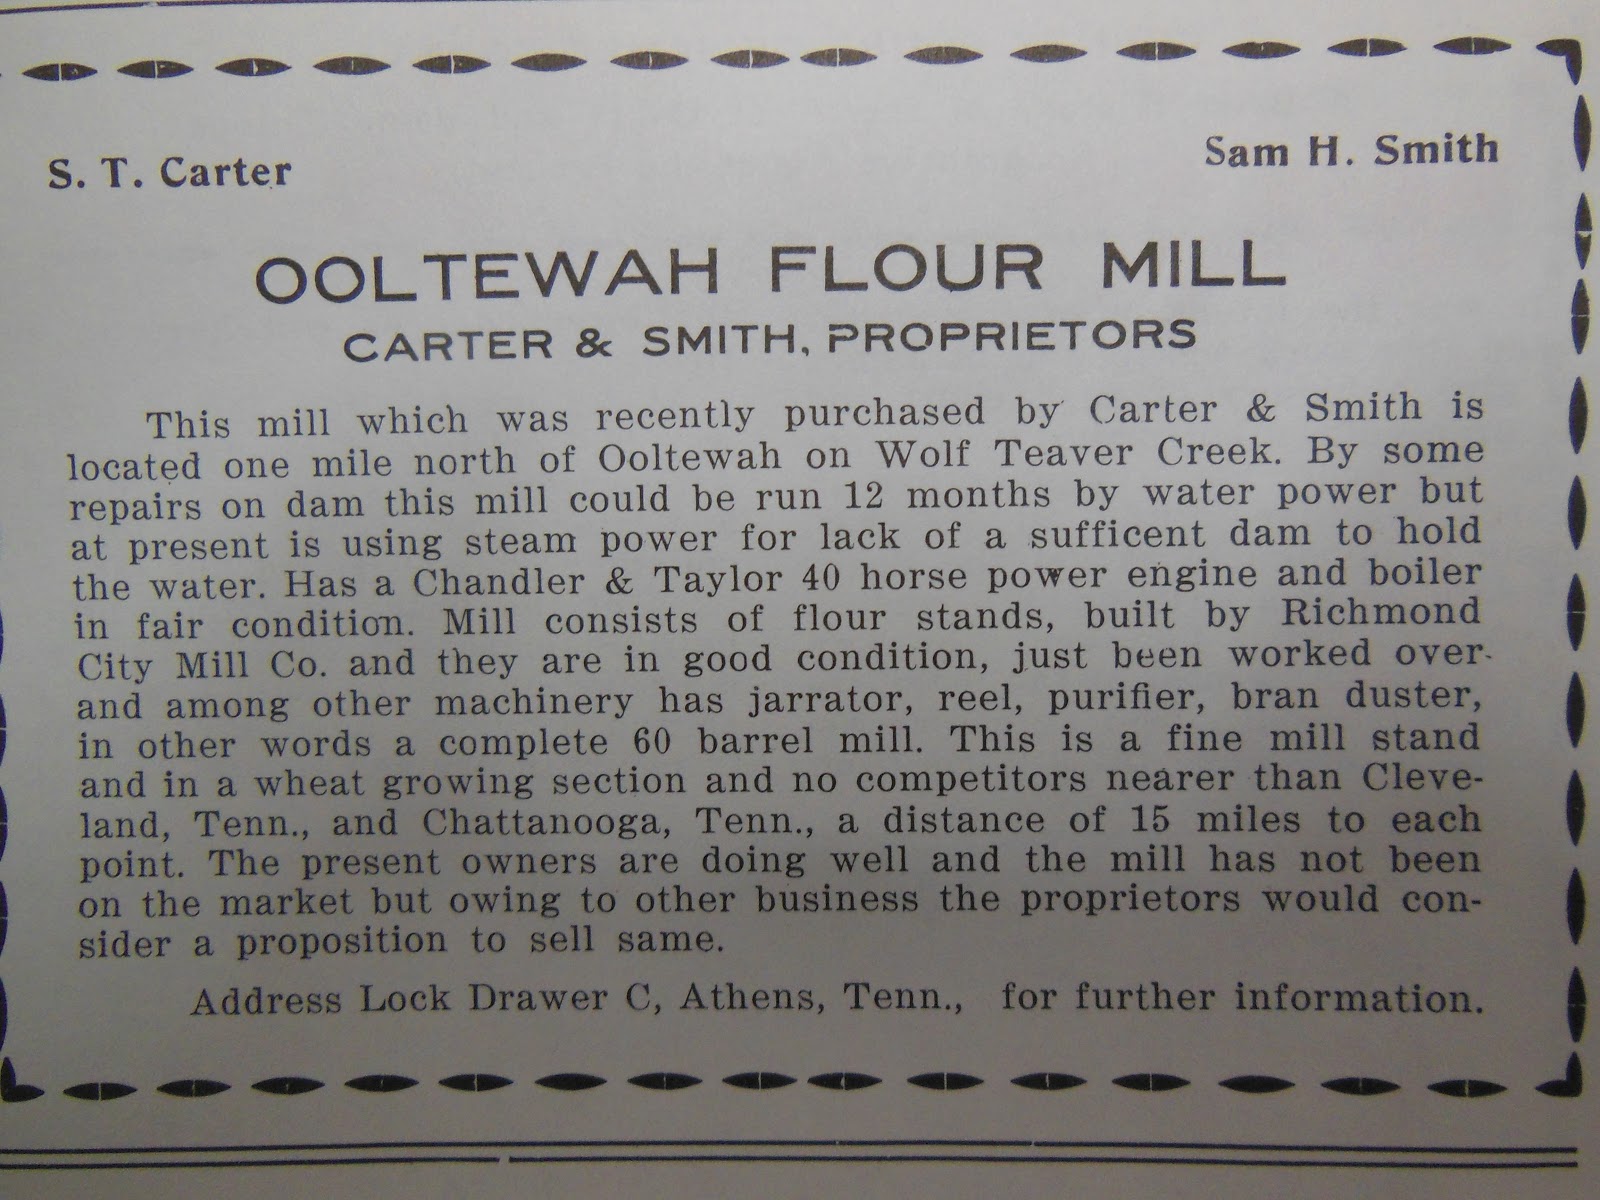 S. T. Carter
Sam H. Smith
OOLTEWAH FLOUR MILL
CARTER & SMITH, PROPRIETORS
This mill which was recently purchased by Carter & Smith is
located one mile north of Ooltewah on Wolf Teaver Creek. By some
repairs on dam this mill could be run 12 months by water power but
at present is using steam power for lack of a sufficent dam to hold
the water. Has a Chandler & Taylor 40 horse power engine and boiler
in fair condition. Mill consists of flour stands, built by Richmond
City Mill Co. and they are in good condition, just been worked over-
and among other machinery has jarrator, reel, purifier, bran duster,
in other words a complete 60 barrel mill. This is a fine mill stand
and in a wheat growing section and no competitors nearer than Cleve-
land, Tenn., and Chattanooga, Tenn., a distance of 15 miles to each
point. The present owners are doing well and the mill has not been
on the market but owing to other business the proprietors would con-
sider a proposition to sell same.
Address Lock Drawer C, Athens, Tenn., for further information.